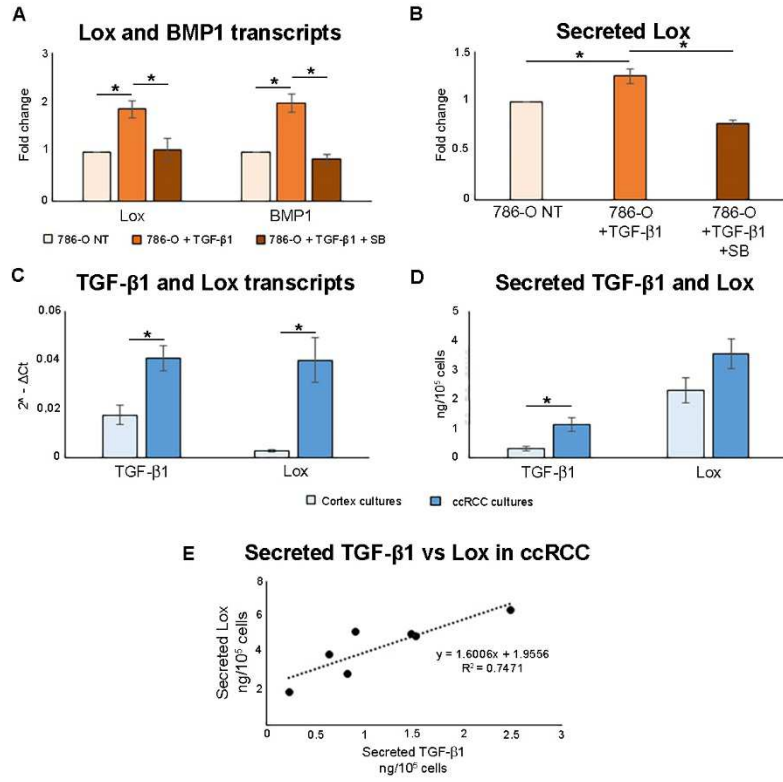 A
Lox and BMP1 transcripts
Fold change
3
2
1
0
*
*
*
*
Lox
BMP1
786-O NT
786-O + TGF-β1
786-O + TGF-β1 + SB
B
Secreted Lox
Fold change
1.5
1
0.5
0
*
*
786-O NT
786-O
+TGF-β1
786-O
+TGF-β1
+SB
C
TGF-β1 and Lox transcripts
2^ - ΔCt
0.06
0.04
0.02
0
*
*
TGF-β1
Lox
D
Secreted TGF-β1 and Lox
ng/10⁵ cells
5
4
3
2
1
0
*
TGF-β1
Lox
Cortex cultures
ccRCC cultures
E
Secreted TGF-β1 vs Lox in ccRCC
Secreted Lox
ng/10⁵ cells
8
6
4
2
y = 1.6006x + 1.9556
R² = 0.7471
0
0.5
1
1.5
2
2.5
3
Secreted TGF-β1
ng/10⁵ cells